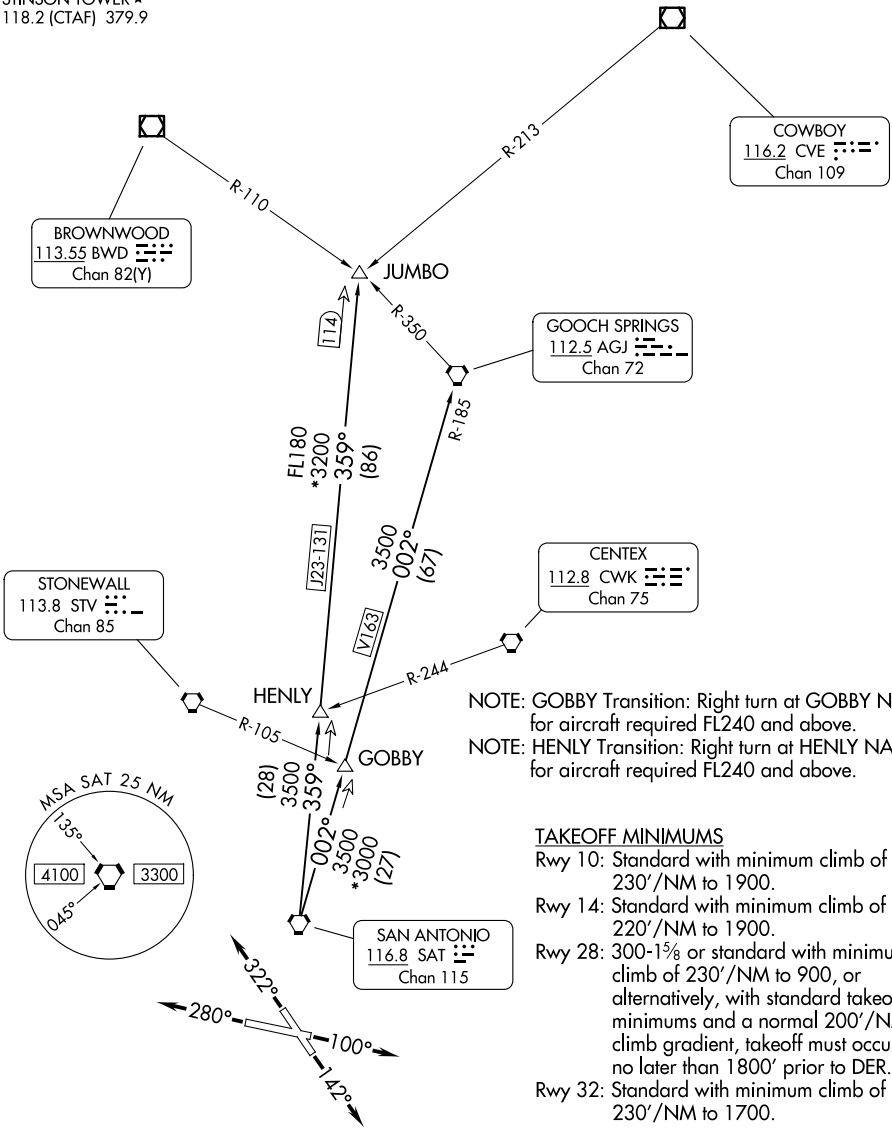 STINSON TOWER ★
118.2 (CTAF) 379.9
COWBOY
116.2 CVE
Chan 109
R-213
R-110
BROWNWOOD
113.55 BWD
Chan 82(Y)
JUMBO
114
R-350
GOOCH SPRINGS
112.5 AGJ
Chan 72
R-185
FL180
*3200
359°
(86)
J23-131
3500
002°
(67)
V163
CENTEX
112.8 CWK
Chan 75
STONEWALL
113.8 STV
Chan 85
R-244
HENLY
R-105
GOBBY
NOTE: GOBBY Transition: Right turn at GOBBY N
for aircraft required FL240 and above.
NOTE: HENLY Transition: Right turn at HENLY NA
for aircraft required FL240 and above.
(28)
3500
359°
002°
3500
*3000
(27)
MSA SAT 25 NM
135°
4100
3300
045°
SAN ANTONIO
116.8 SAT
Chan 115
322°
280°
100°
142°
TAKEOFF MINIMUMS
Rwy 10: Standard with minimum climb of
230'/NM to 1900.
Rwy 14: Standard with minimum climb of
220'/NM to 1900.
Rwy 28: 300-1⅝ or standard with minimu
climb of 230'/NM to 900, or
alternatively, with standard takeo
minimums and a normal 200'/N
climb gradient, takeoff must occu
no later than 1800' prior to DER.
Rwy 32: Standard with minimum climb of
230'/NM to 1700.